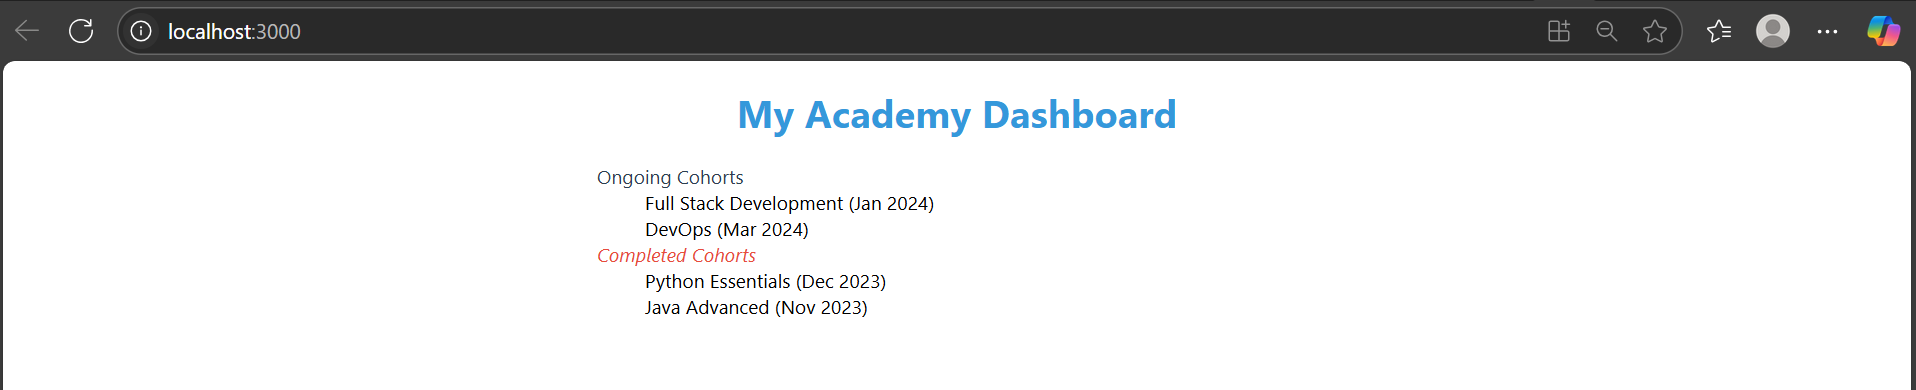 localhost:3000
My Academy Dashboard
Ongoing Cohorts
Full Stack Development (Jan 2024)
DevOps (Mar 2024)
Completed Cohorts
Python Essentials (Dec 2023)
Java Advanced (Nov 2023)